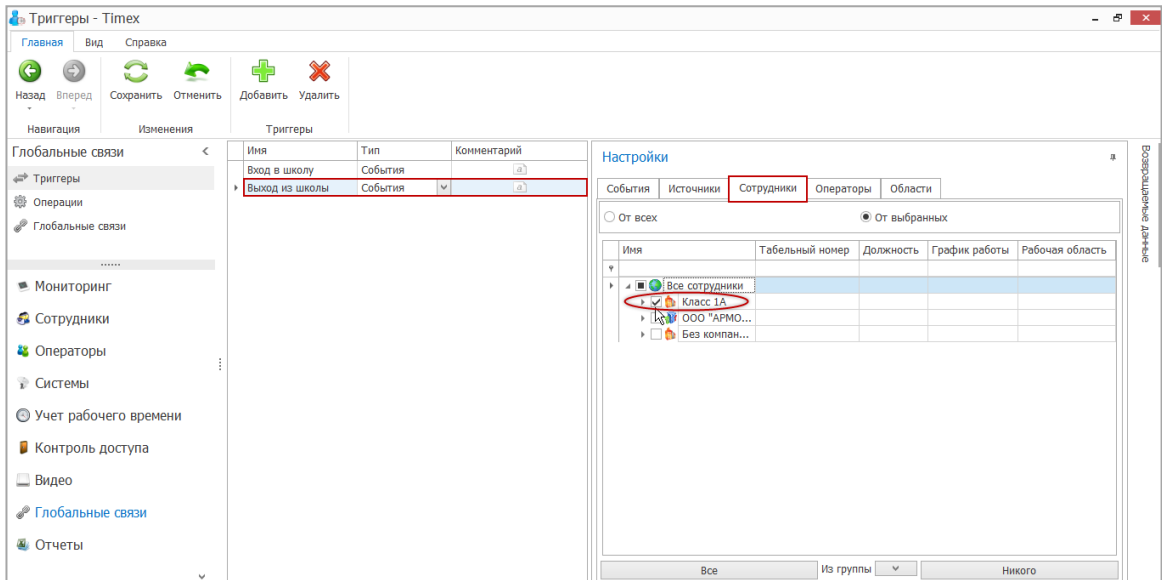 Триггеры - Timex
Главная Вид Справка
Назад Вперед Сохранить Отменить Добавить Удалить
Навигация Изменения Триггеры
Глобальные связи
Триггеры
Операции
Глобальные связи
Мониторинг
Сотрудники
Операторы
Системы
Учет рабочего времени
Контроль доступа
Видео
Глобальные связи
Отчеты
Имя Тип Комментарий
Вход в школу События
Выход из школы События
Настройки
События Источники Сотрудники Операторы Области
От всех От выбранных
Имя Табельный номер Должность График работы Рабочая область
Все сотрудники
Класс 1А
ООО "АРМО...
Без компан...
Все Из группы Никого
Возвращаемые данные